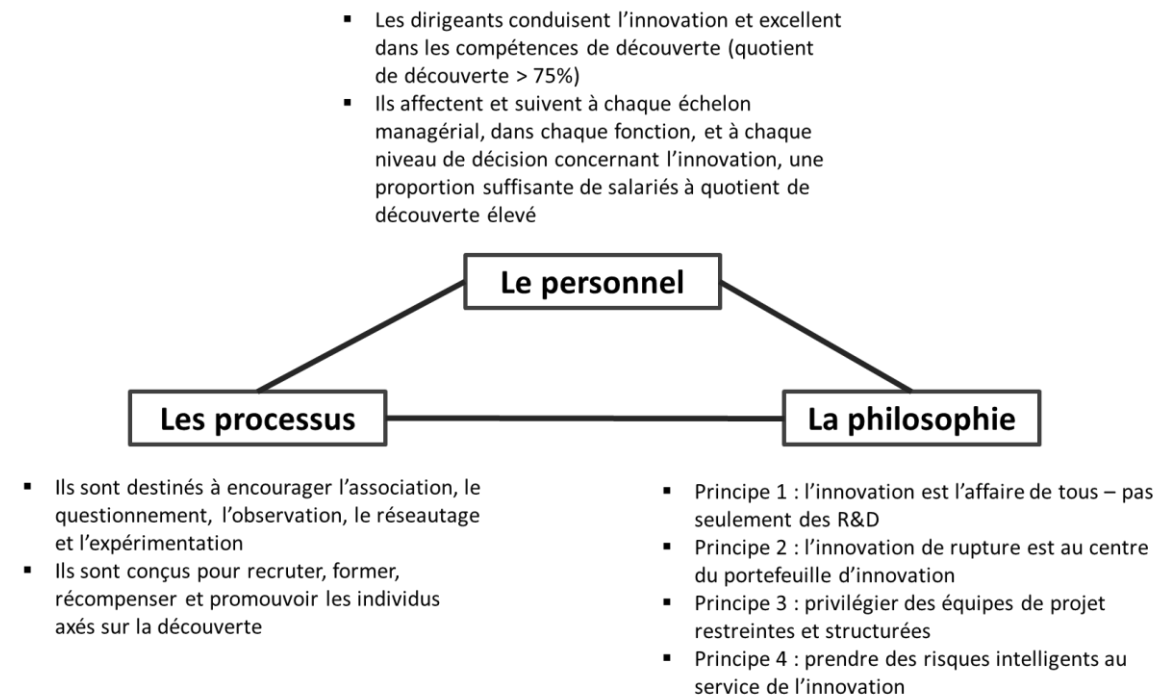 ▪ Les dirigeants conduisent l’innovation et excellent
dans les compétences de découverte (quotient
de découverte > 75%)
▪ Ils affectent et suivent à chaque échelon
managérial, dans chaque fonction, et à chaque
niveau de décision concernant l’innovation, une
proportion suffisante de salariés à quotient de
découverte élevé
Le personnel
Les processus
La philosophie
▪ Ils sont destinés à encourager l’association, le
questionnement, l’observation, le réseautage
et l’expérimentation
▪ Ils sont conçus pour recruter, former,
récompenser et promouvoir les individus
axés sur la découverte
▪ Principe 1 : l’innovation est l’affaire de tous – pas
seulement des R&D
▪ Principe 2 : l’innovation de rupture est au centre
du portefeuille d’innovation
▪ Principe 3 : privilégier des équipes de projet
restreintes et structurées
▪ Principe 4 : prendre des risques intelligents au
service de l’innovation